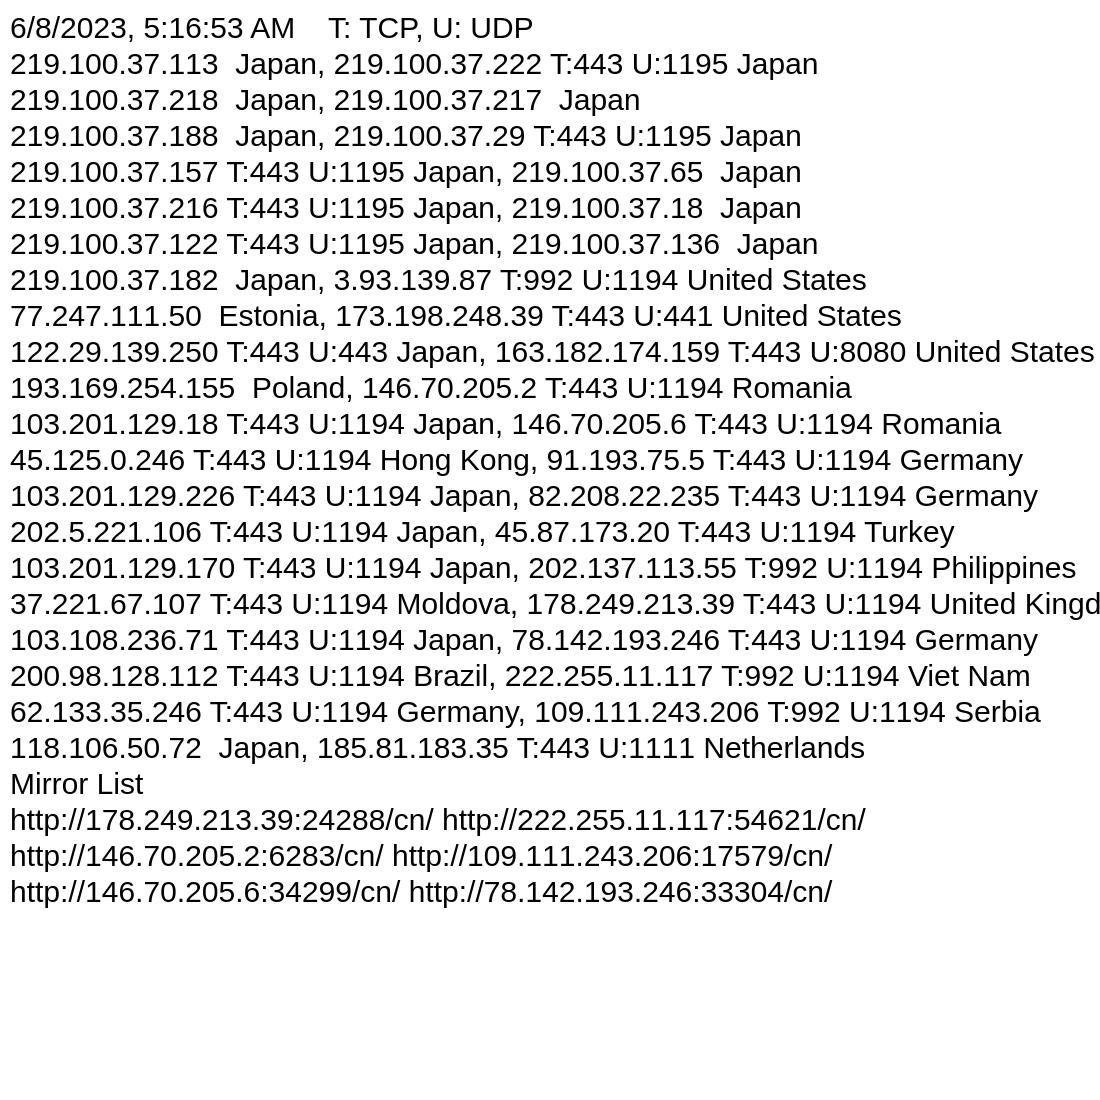 6/8/2023, 5:16:53 AM    T: TCP, U: UDP
219.100.37.113  Japan, 219.100.37.222 T:443 U:1195 Japan
219.100.37.218  Japan, 219.100.37.217  Japan
219.100.37.188  Japan, 219.100.37.29 T:443 U:1195 Japan
219.100.37.157 T:443 U:1195 Japan, 219.100.37.65  Japan
219.100.37.216 T:443 U:1195 Japan, 219.100.37.18  Japan
219.100.37.122 T:443 U:1195 Japan, 219.100.37.136  Japan
219.100.37.182  Japan, 3.93.139.87 T:992 U:1194 United States
77.247.111.50  Estonia, 173.198.248.39 T:443 U:441 United States
122.29.139.250 T:443 U:443 Japan, 163.182.174.159 T:443 U:8080 United States
193.169.254.155  Poland, 146.70.205.2 T:443 U:1194 Romania
103.201.129.18 T:443 U:1194 Japan, 146.70.205.6 T:443 U:1194 Romania
45.125.0.246 T:443 U:1194 Hong Kong, 91.193.75.5 T:443 U:1194 Germany
103.201.129.226 T:443 U:1194 Japan, 82.208.22.235 T:443 U:1194 Germany
202.5.221.106 T:443 U:1194 Japan, 45.87.173.20 T:443 U:1194 Turkey
103.201.129.170 T:443 U:1194 Japan, 202.137.113.55 T:992 U:1194 Philippines
37.221.67.107 T:443 U:1194 Moldova, 178.249.213.39 T:443 U:1194 United Kingd
103.108.236.71 T:443 U:1194 Japan, 78.142.193.246 T:443 U:1194 Germany
200.98.128.112 T:443 U:1194 Brazil, 222.255.11.117 T:992 U:1194 Viet Nam
62.133.35.246 T:443 U:1194 Germany, 109.111.243.206 T:992 U:1194 Serbia
118.106.50.72  Japan, 185.81.183.35 T:443 U:1111 Netherlands
Mirror List
http://178.249.213.39:24288/cn/ http://222.255.11.117:54621/cn/
http://146.70.205.2:6283/cn/ http://109.111.243.206:17579/cn/
http://146.70.205.6:34299/cn/ http://78.142.193.246:33304/cn/